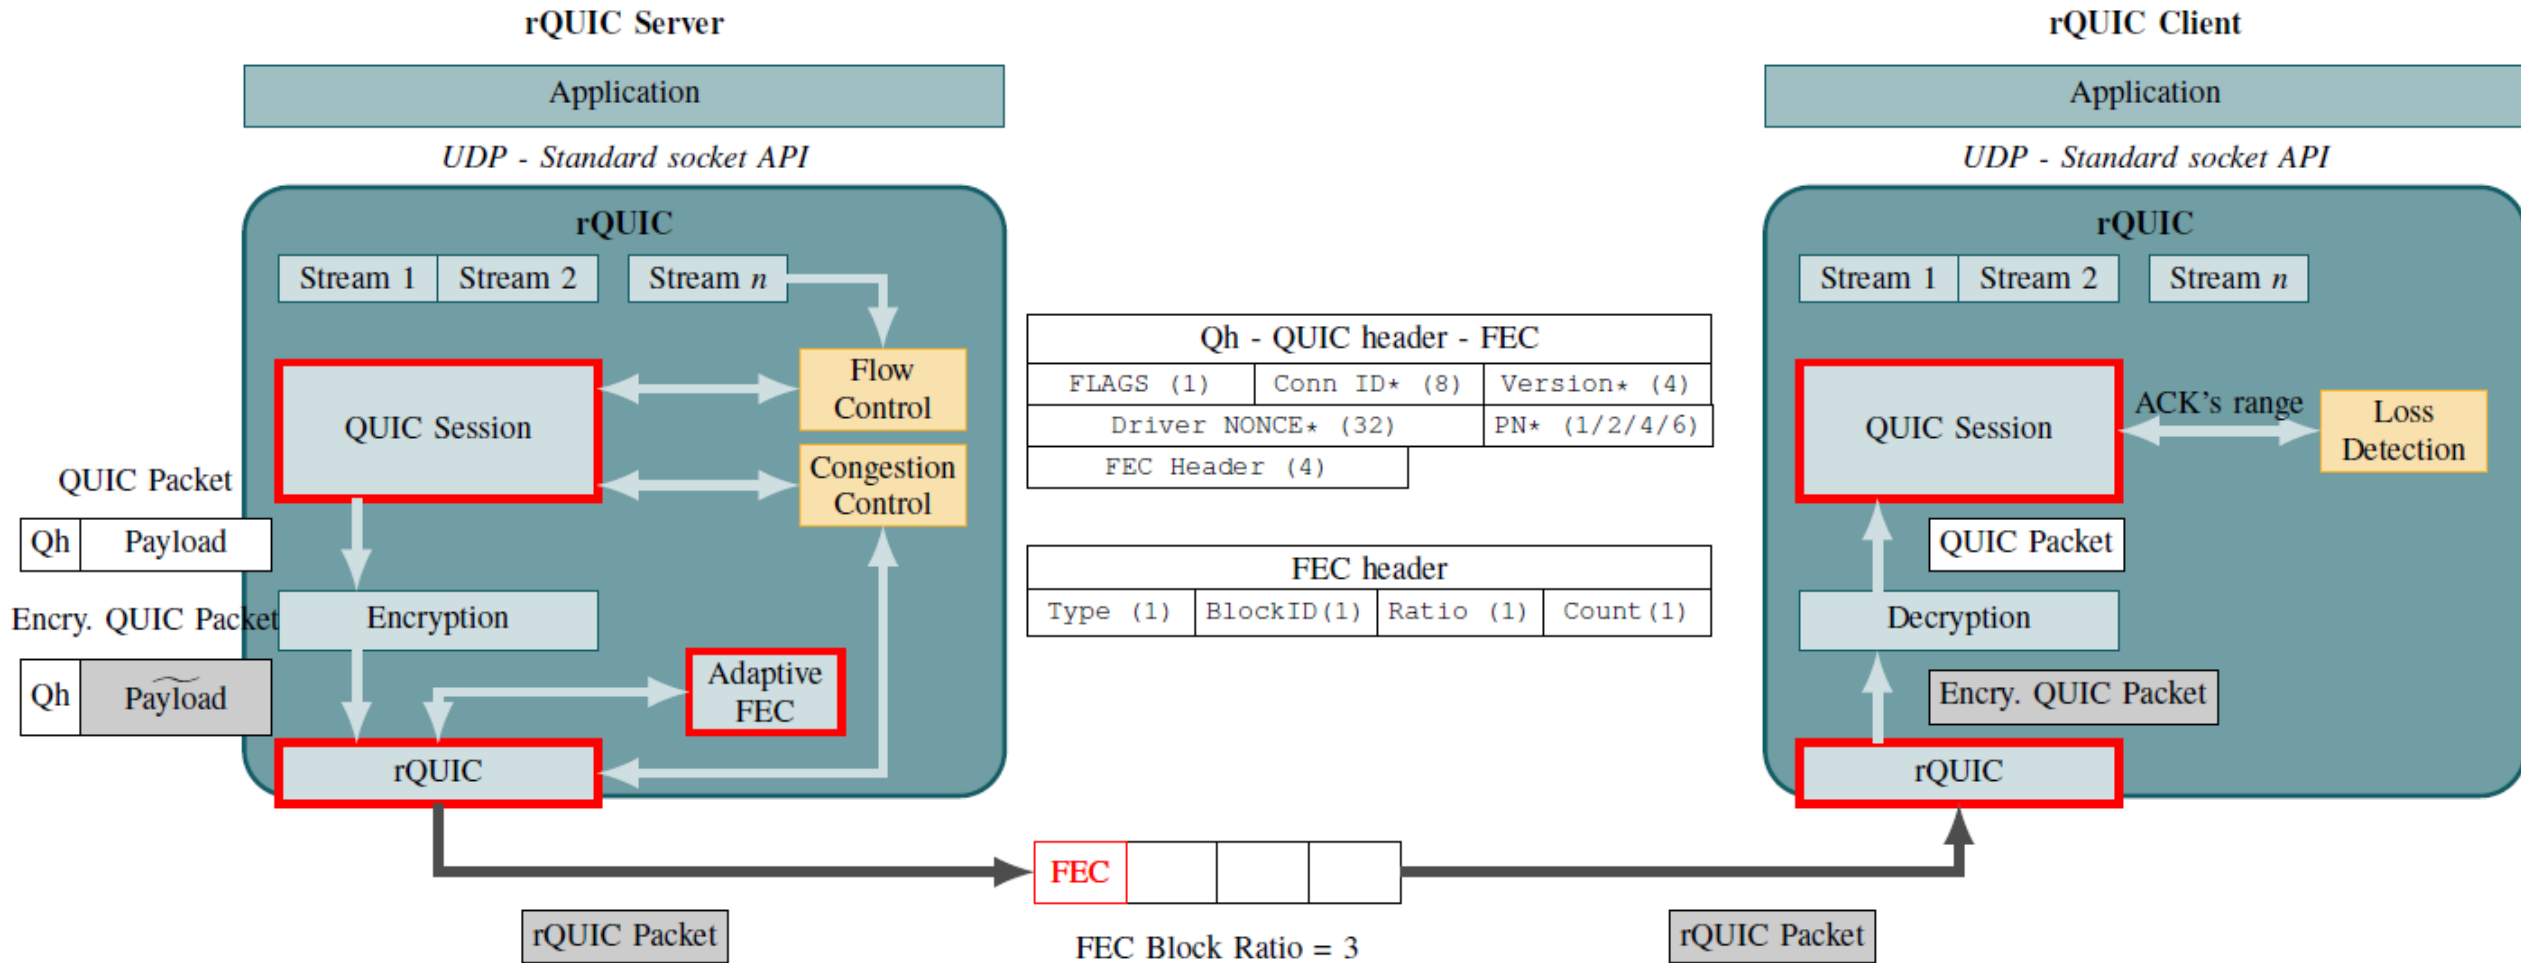 rQUIC Server
Application
UDP - Standard socket API
rQUIC
Stream 1
Stream 2
Stream n
Flow
Control
QUIC Session
Congestion
Control
QUIC Packet
Qh
Payload
Encryption
Encry. QUIC Packet
Qh
Payload
Adaptive
FEC
rQUIC
rQUIC Packet
Qh - QUIC header - FEC
FLAGS (1)
Conn ID* (8)
Version* (4)
Driver NONCE* (32)
PN* (1/2/4/6)
FEC Header (4)
FEC header
Type (1)
BlockID(1)
Ratio (1)
Count(1)
FEC
FEC Block Ratio = 3
rQUIC Client
Application
UDP - Standard socket API
rQUIC
Stream 1
Stream 2
Stream n
QUIC Session
ACK's range
Loss
Detection
QUIC Packet
Decryption
Encry. QUIC Packet
rQUIC
rQUIC Packet